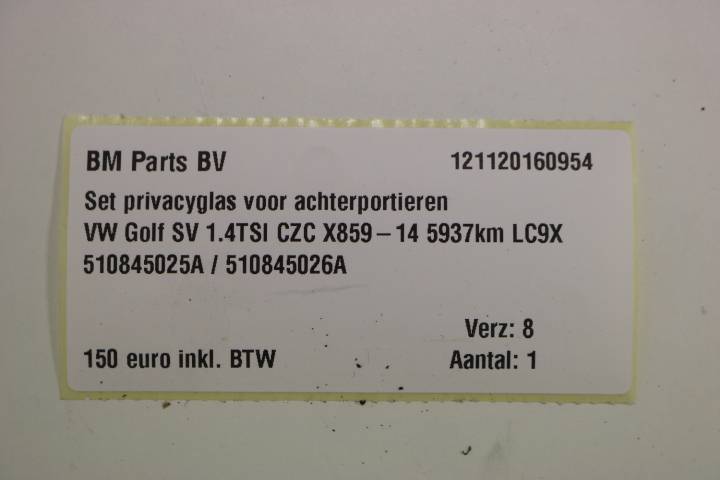 BM Parts BV 121120160954
Set privacyglas voor achterportieren
VW Golf SV 1.4TSI CZC X859 – 14 5937km LC9X
510845025A / 510845026A
Verz: 8
150 euro inkl. BTW Aantal: 1